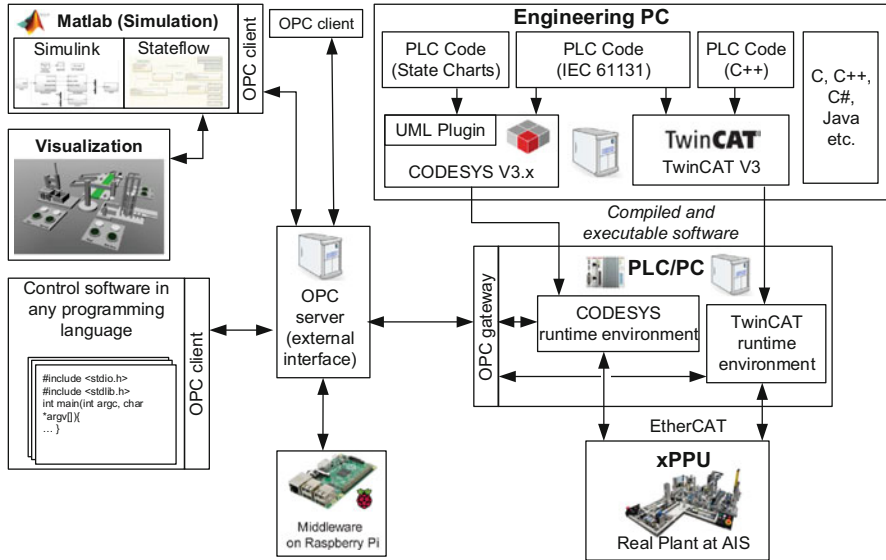 Matlab (Simulation)
Simulink
Stateflow
OPC client
OPC client
Visualization
Control software in
any programming
language
#include <stdio.h>
#include <stdlib.h>
int main(int argc, char
*argv[]){
… }
OPC client
OPC
server
(external
interface)
Middleware
on Raspberry Pi
Engineering PC
PLC Code
(State Charts)
PLC Code
(IEC 61131)
PLC Code
(C++)
C, C++,
C#,
Java
etc.
UML Plugin
CODESYS V3.x
TwinCAT
TwinCAT V3
Compiled and
executable software
OPC gateway
PLC/PC
CODESYS
runtime environment
TwinCAT
runtime
environment
EtherCAT
xPPU
Real Plant at AIS